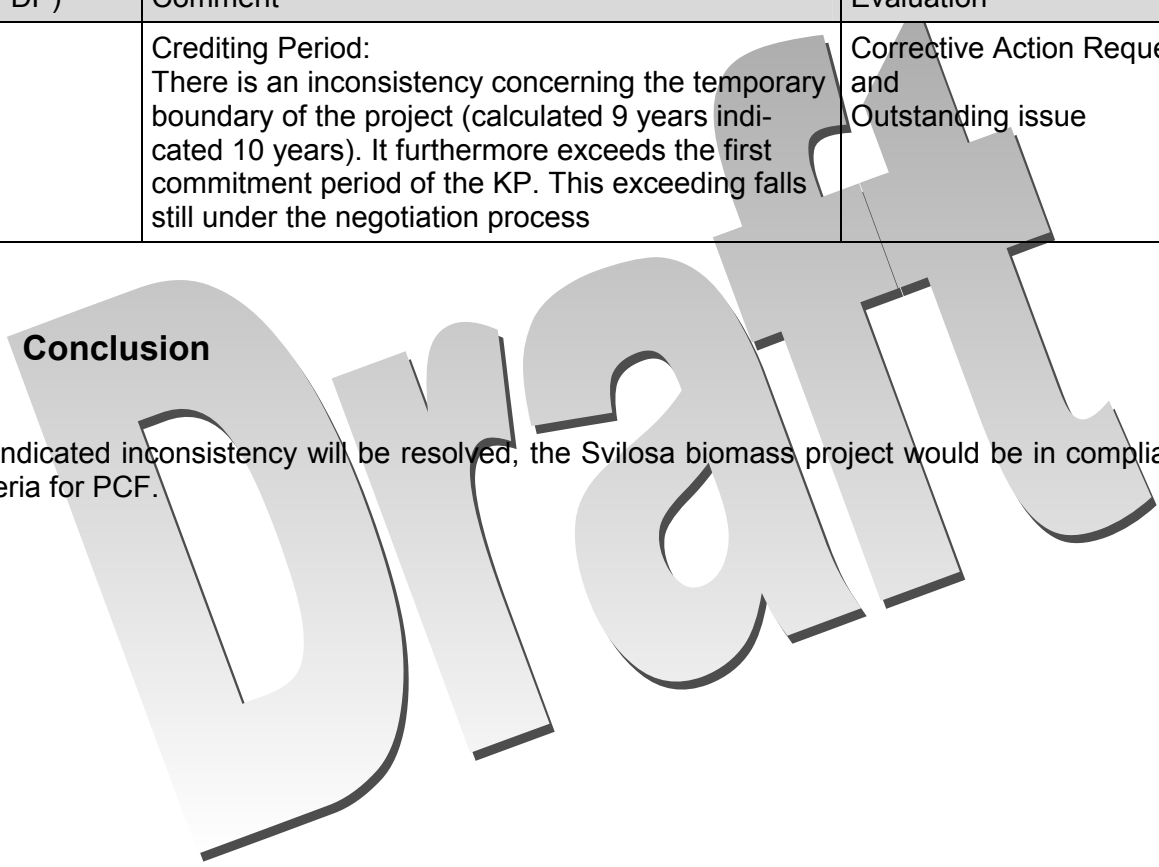 DP) Comment Evaluation
Crediting Period:
There is an inconsistency concerning the temporary
boundary of the project (calculated 9 years indi-
cated 10 years). It furthermore exceeds the first
commitment period of the KP. This exceeding falls
still under the negotiation process
Corrective Action Reque
and
Outstanding issue
Conclusion
ndicated inconsistency will be resolved, the Svilosa biomass project would be in complia
eria for PCF.
Draft